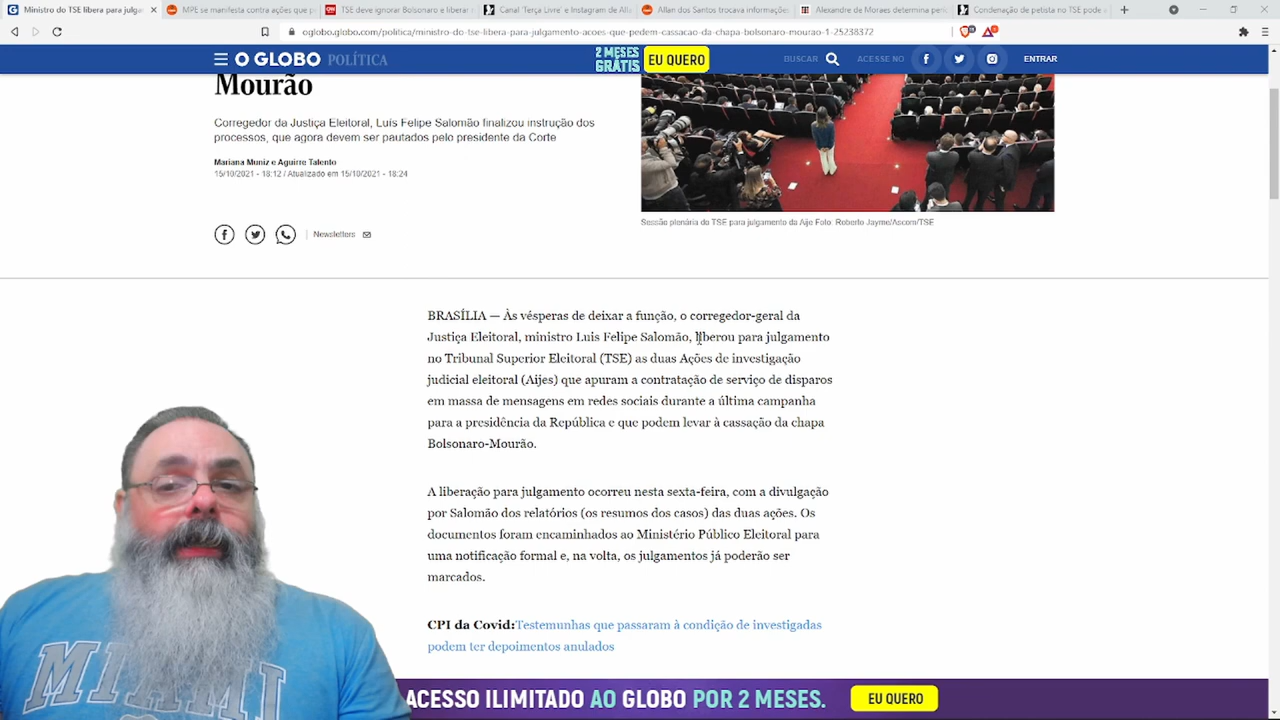 Ministro do TSE libera para julgar
MPE se manifesta contra ações que p
TSE deve ignorar Bolsonaro e liberar
Canal 'Terça Livre' e Instagram de Alla
Allan dos Santos trocava informações
Alexandre de Moraes determina
Condenação de petista no TSE pode v
oglobo.globo.com/politica/ministro-do-tse-libera-para-julgamento-acoes-que-pedem-cassacao-da-chapa-bolsonaro-mourao-1-25238372
O GLOBO POLÍTICA
2 MESES GRÁTIS EU QUERO
BUSCAR ACESSE NO ENTRAR
Mourão
Corregedor da Justiça Eleitoral, Luis Felipe Salomão finalizou instrução dos
processos, que agora devem ser pautados pelo presidente da Corte
Mariana Muniz e Aguirre Talento
15/10/2021 - 18:12 / Atualizado em 15/10/2021 - 18:24
Sessão plenária do TSE para julgamento da Aije Foto: Roberto Jayme/Ascom/TSE
Newsletters
BRASÍLIA — Às vésperas de deixar a função, o corregedor-geral da
Justiça Eleitoral, ministro Luis Felipe Salomão, liberou para julgamento
no Tribunal Superior Eleitoral (TSE) as duas Ações de investigação
judicial eleitoral (Aijes) que apuram a contratação de serviço de disparos
em massa de mensagens em redes sociais durante a última campanha
para a presidência da República e que podem levar à cassação da chapa
Bolsonaro-Mourão.
A liberação para julgamento ocorreu nesta sexta-feira, com a divulgação
por Salomão dos relatórios (os resumos dos casos) das duas ações. Os
documentos foram encaminhados ao Ministério Público Eleitoral para
uma notificação formal e, na volta, os julgamentos já poderão ser
marcados.
CPI da Covid:Testemunhas que passaram à condição de investigadas
podem ter depoimentos anulados
MIAMI
ACESSO ILIMITADO AO GLOBO POR 2 MESES. EU QUERO